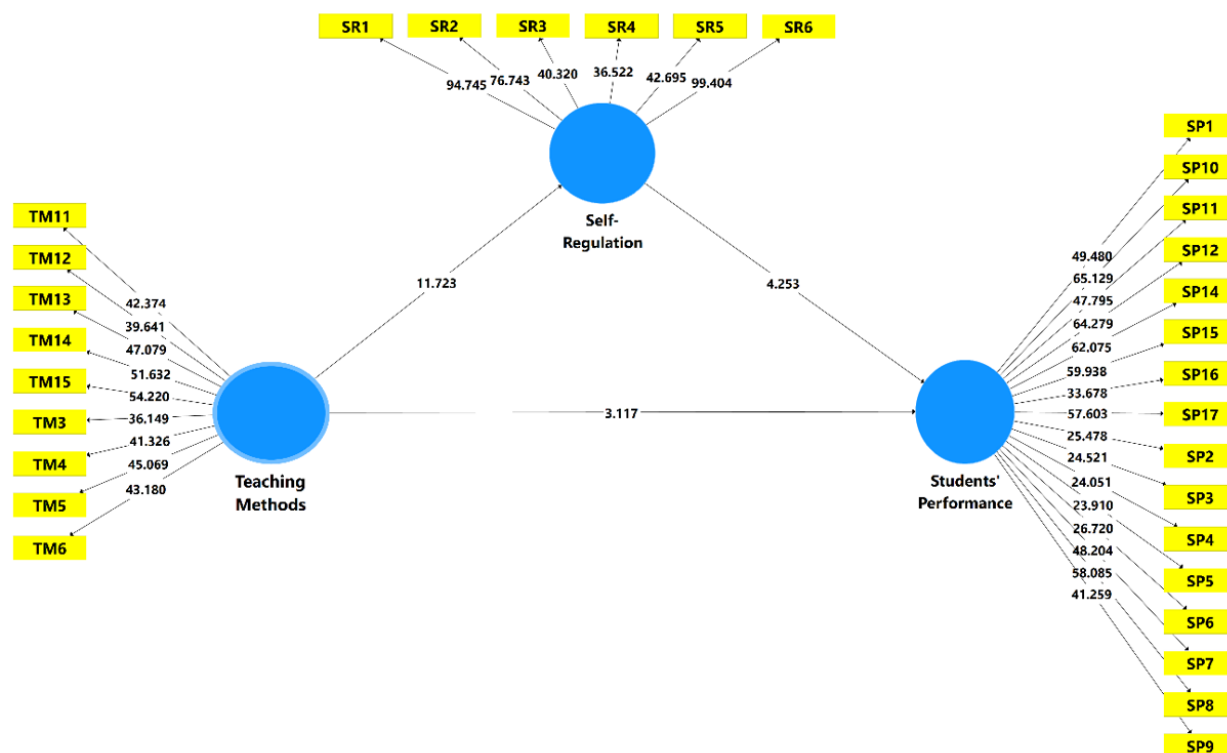 SR1
SR2
SR3
SR4
SR5
SR6
94.745
76.743
40.320
36.522
42.695
99.404
Self-
Regulation
TM11
TM12
TM13
TM14
TM15
TM3
TM4
TM5
TM6
42.374
39.641
47.079
51.632
54.220
36.149
41.326
45.069
43.180
Teaching
Methods
11.723
4.253
3.117
Students'
Performance
49.480
65.129
47.795
64.279
62.075
59.938
33.678
57.603
25.478
24.521
24.051
23.910
26.720
48.204
58.085
41.259
SP1
SP10
SP11
SP12
SP14
SP15
SP16
SP17
SP2
SP3
SP4
SP5
SP6
SP7
SP8
SP9